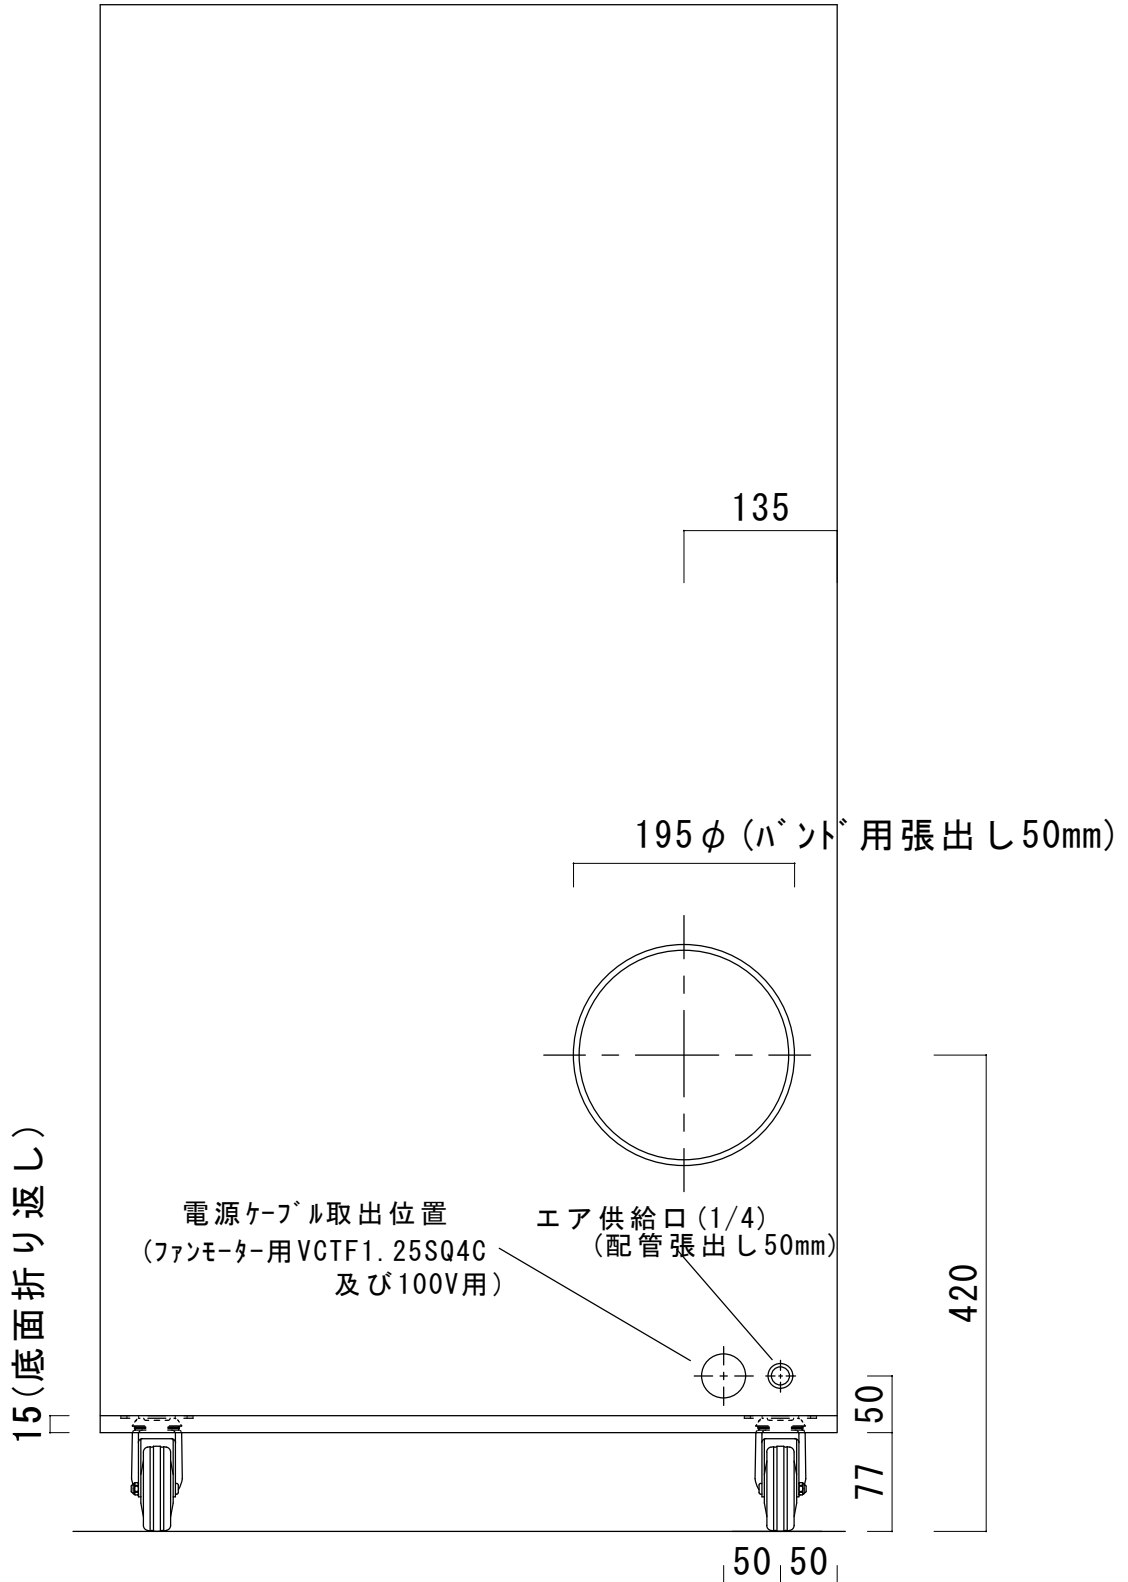 135
195φ(ﾊﾞﾝﾄﾞ用張出し50mm)
電源ｹｰﾌﾞﾙ取出位置
(ﾌｧﾝﾓｰﾀｰ用VCTF1.25SQ4C
及び100V用)
エア供給口(1/4)
(配管張出し50mm)
15(底面折り返し)
420
50
77
50
50